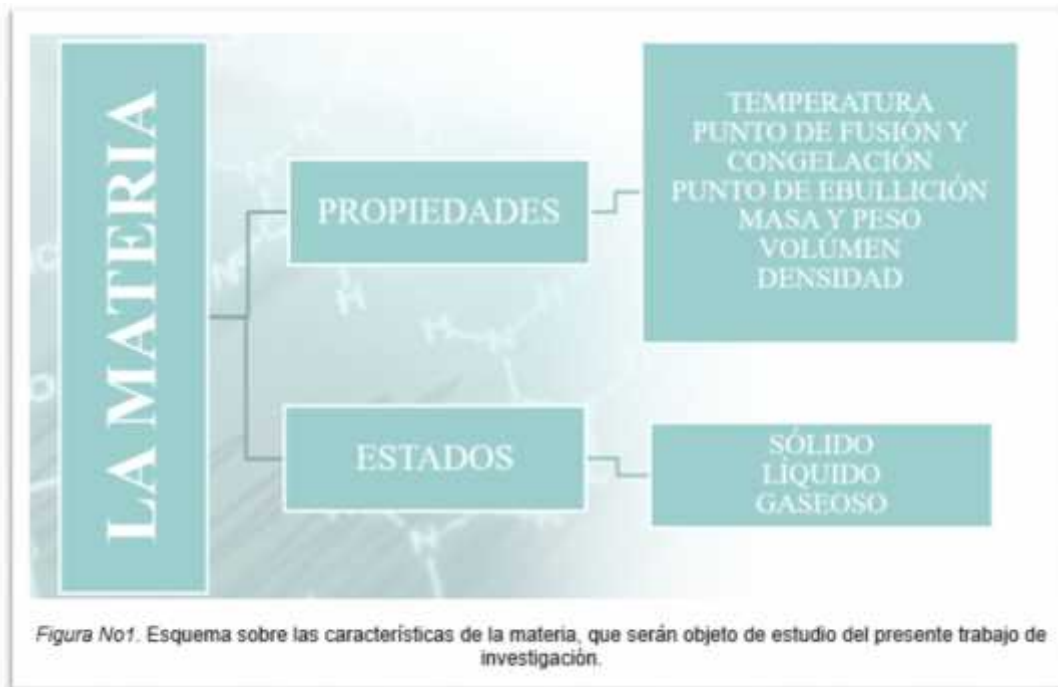 LA MATERIA
PROPIEDADES
TEMPERATURA
PUNTO DE FUSIÓN Y
CONGELACIÓN
PUNTO DE EBULLICIÓN
MASA Y PESO
VOLUMEN
DENSIDAD
ESTADOS
SÓLIDO
LÍQUIDO
GASEOSO
H
H
H
N
O
Figura No1. Esquema sobre las características de la materia, que serán objeto de estudio del presente trabajo de
investigación.